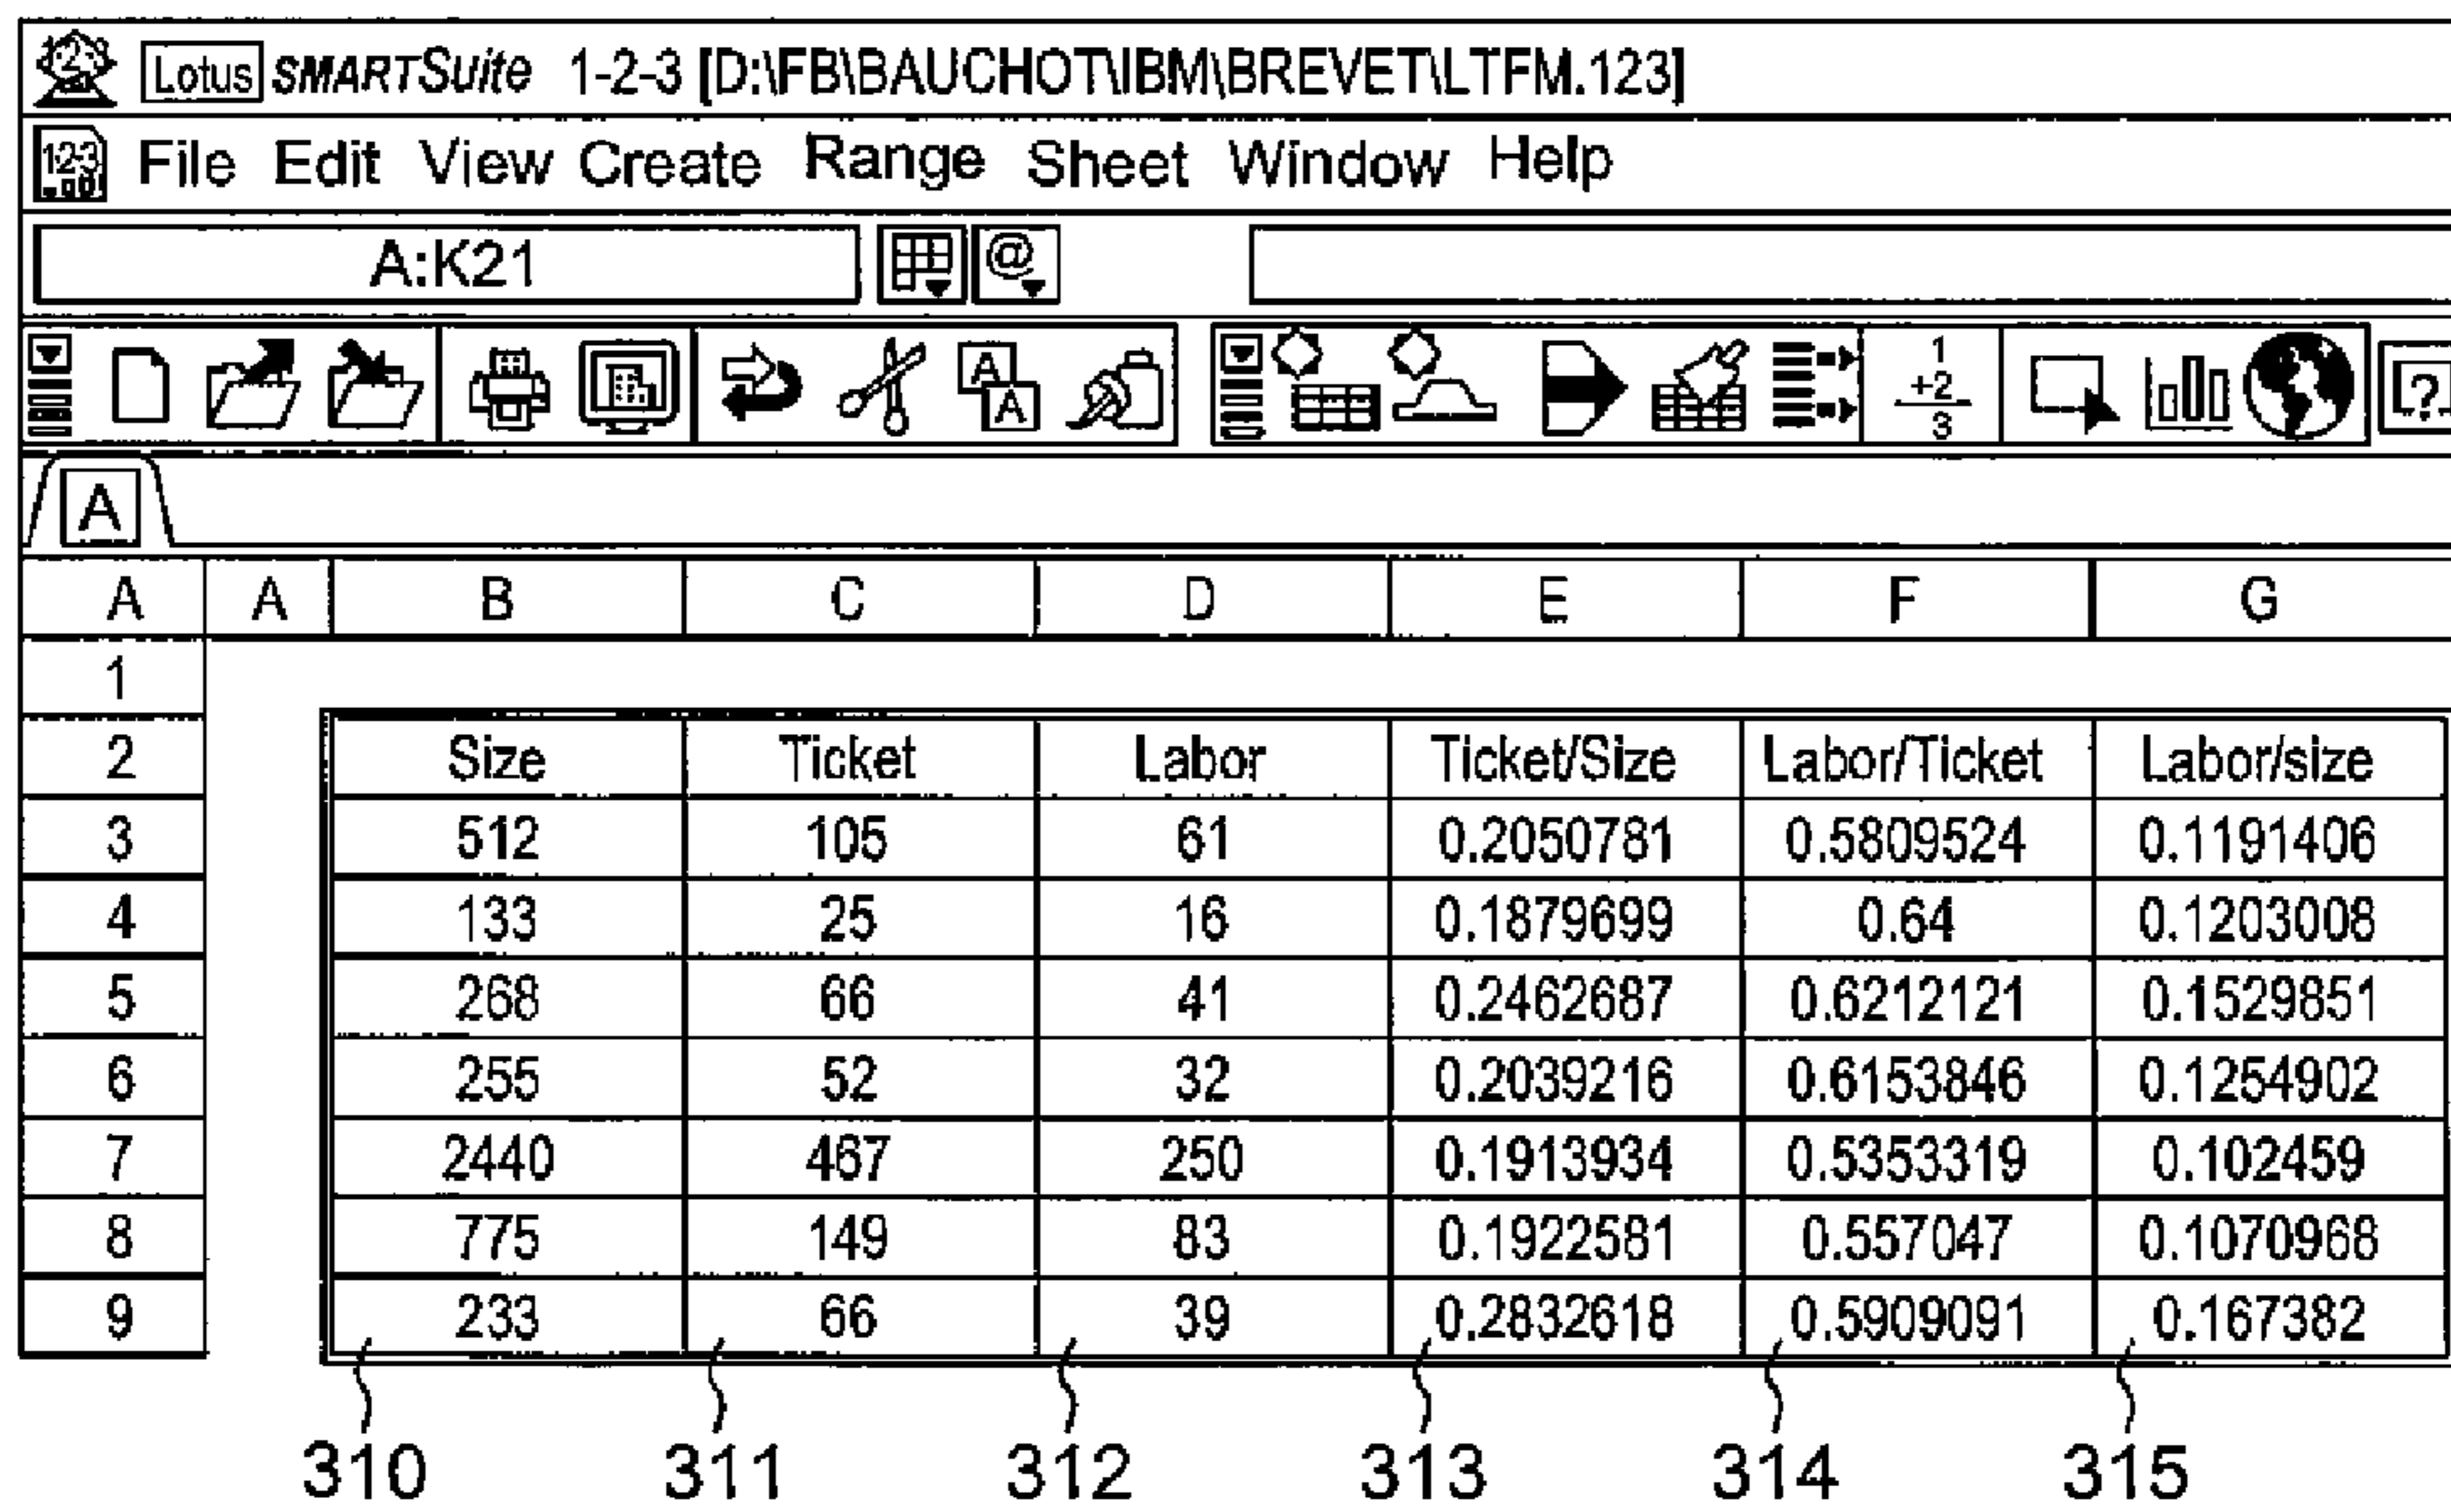 Lotus SMARTSuite 1-2-3 [D:\FB\BAUCHOT\IBM\BREVET\LTFM.123]
123 File Edit View Create Range Sheet Window Help
A:K21 @
A A 1 +2 3 ?
A
A A B C D E F G
1
2 Size Ticket Labor Ticket/Size Labor/Ticket Labor/size
3 512 105 61 0.2050781 0.5809524 0.1191406
4 133 25 16 0.1879699 0.64 0.1203008
5 268 66 41 0.2462687 0.6212121 0.1529851
6 255 52 32 0.2039216 0.6153846 0.1254902
7 2440 467 250 0.1913934 0.5353319 0.102459
8 775 149 83 0.1922581 0.557047 0.1070968
9 233 66 39 0.2832618 0.5909091 0.167382
310 311 312 313 314 315